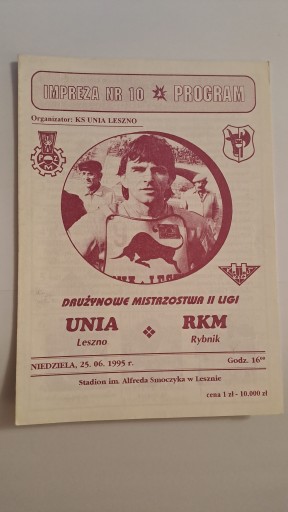 IMPREZA NR 10 PROGRAM
Organizator: KS UNIA LESZNO
DRUŻYNOWE MISTRZOSTWA II LIGI
UNIA RKM
Leszno Rybnik
NIEDZIELA, 25. 06. 1995 r. Godz. 16⁰⁰
Stadion im. Alfreda Smoczyka w Lesznie
cena 1 zł - 10.000 zł